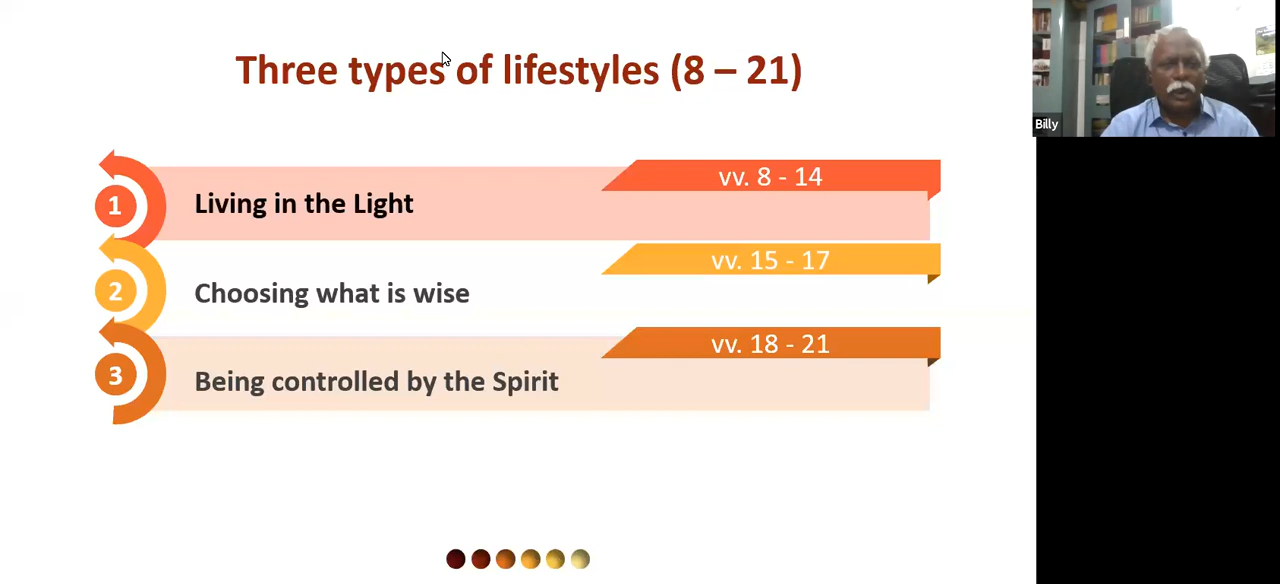 Three types of lifestyles (8 – 21)
1
Living in the Light
vv. 8 - 14
2
Choosing what is wise
vv. 15 - 17
3
Being controlled by the Spirit
vv. 18 - 21
Billy